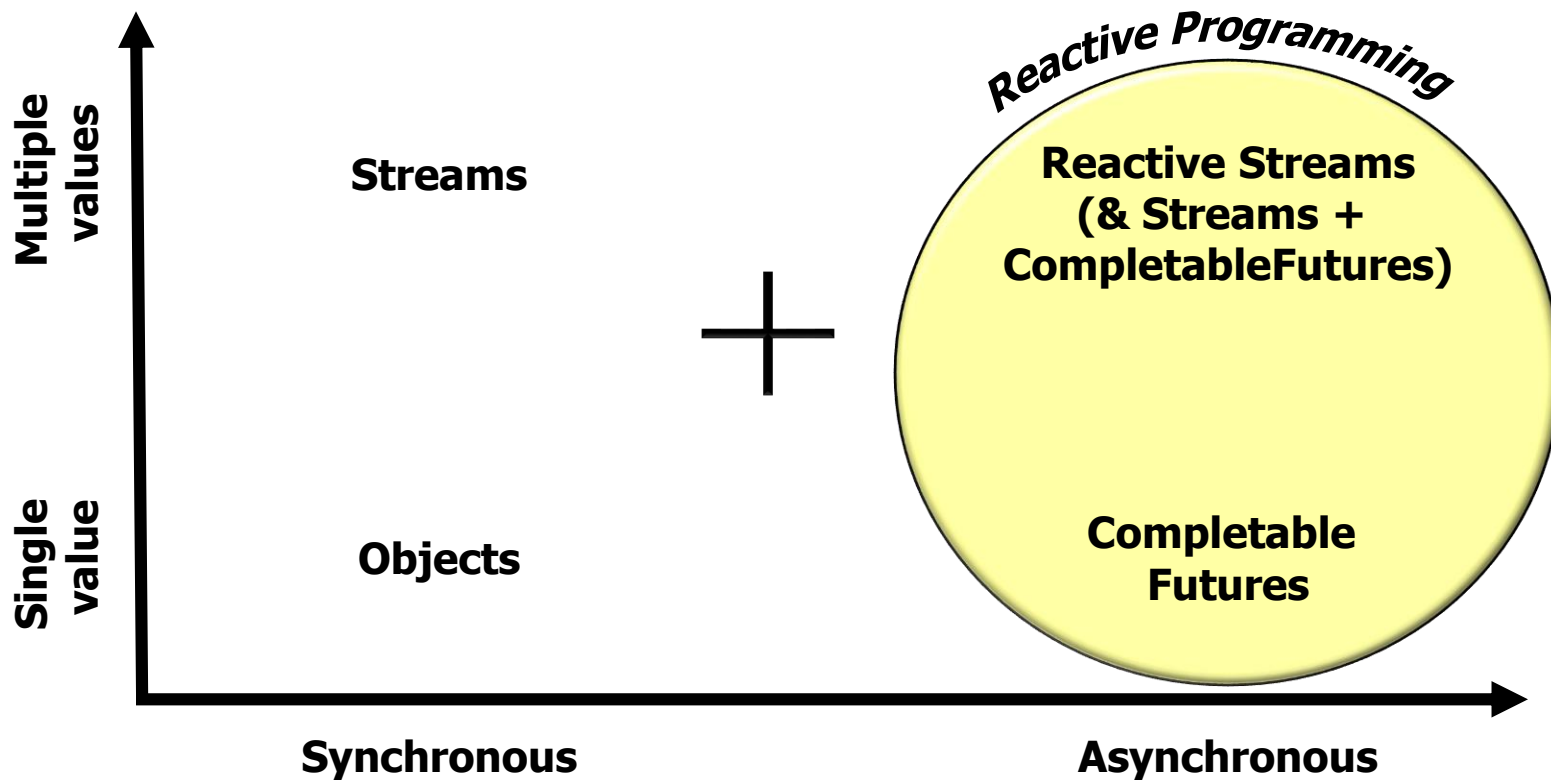 Reactive Programming
Multiple
values
Streams
Reactive Streams
(& Streams +
CompletableFutures)
Single
value
Objects
Completable
Futures
Synchronous
Asynchronous